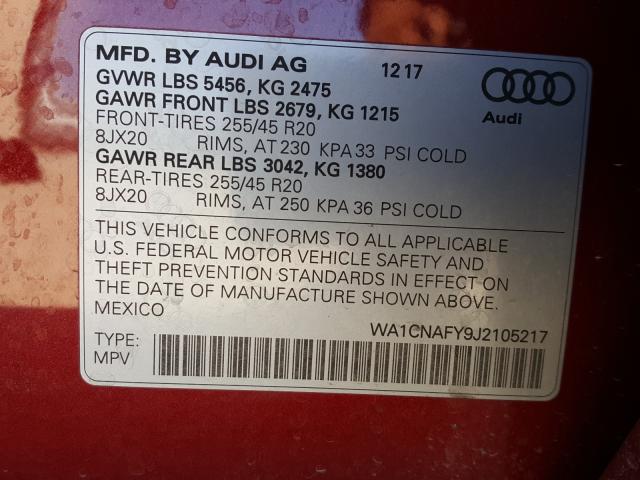 MFD. BY AUDI AG 12 17
GVWR LBS 5456, KG 2475
GAWR FRONT LBS 2679, KG 1215
Audi
FRONT-TIRES 255/45 R20
8JX20 RIMS, AT 230 KPA 33 PSI COLD
GAWR REAR LBS 3042, KG 1380
REAR-TIRES 255/45 R20
8JX20 RIMS, AT 250 KPA 36 PSI COLD
THIS VEHICLE CONFORMS TO ALL APPLICABLE
U.S. FEDERAL MOTOR VEHICLE SAFETY AND
THEFT PREVENTION STANDARDS IN EFFECT ON
THE DATE OF MANUFACTURE SHOWN ABOVE.
MEXICO
WA1CNAFY9J2105217
TYPE:
MPV